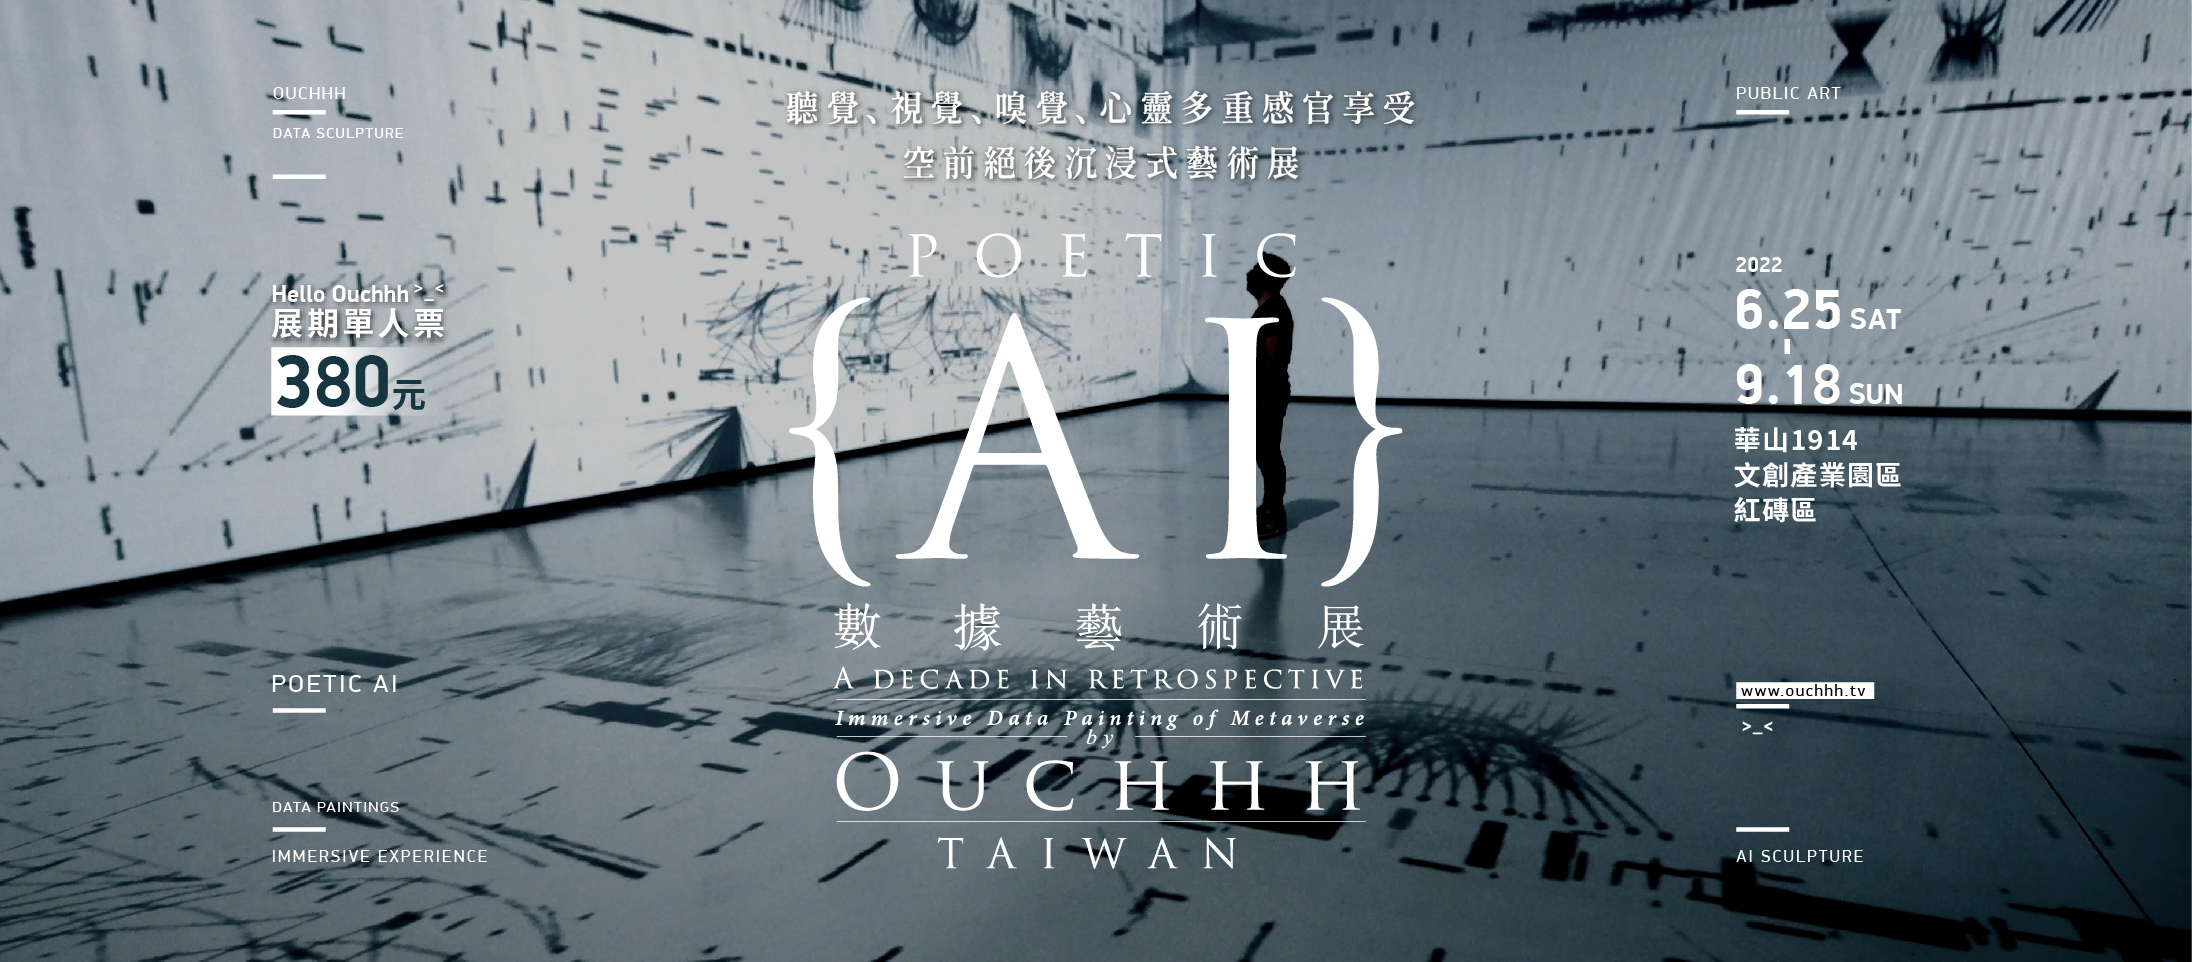 OUCHHH
DATA SCULPTURE
Hello Ouchhh >_<
展期單人票
380元
POETIC AI
DATA PAINTINGS
IMMERSIVE EXPERIENCE
聽覺、視覺、嗅覺、心靈多重感官享受
空前絕後沉浸式藝術展
POETIC
{AI}
數據藝術展
A DECADE IN RETROSPECTIVE
Immersive Data Painting of Metaverse
by
OUCHHH
TAIWAN
PUBLIC ART
2022
6.25 SAT
-
9.18 SUN
華山1914
文創產業園區
紅磚區
www.ouchhh.tv
>_<
AI SCULPTURE